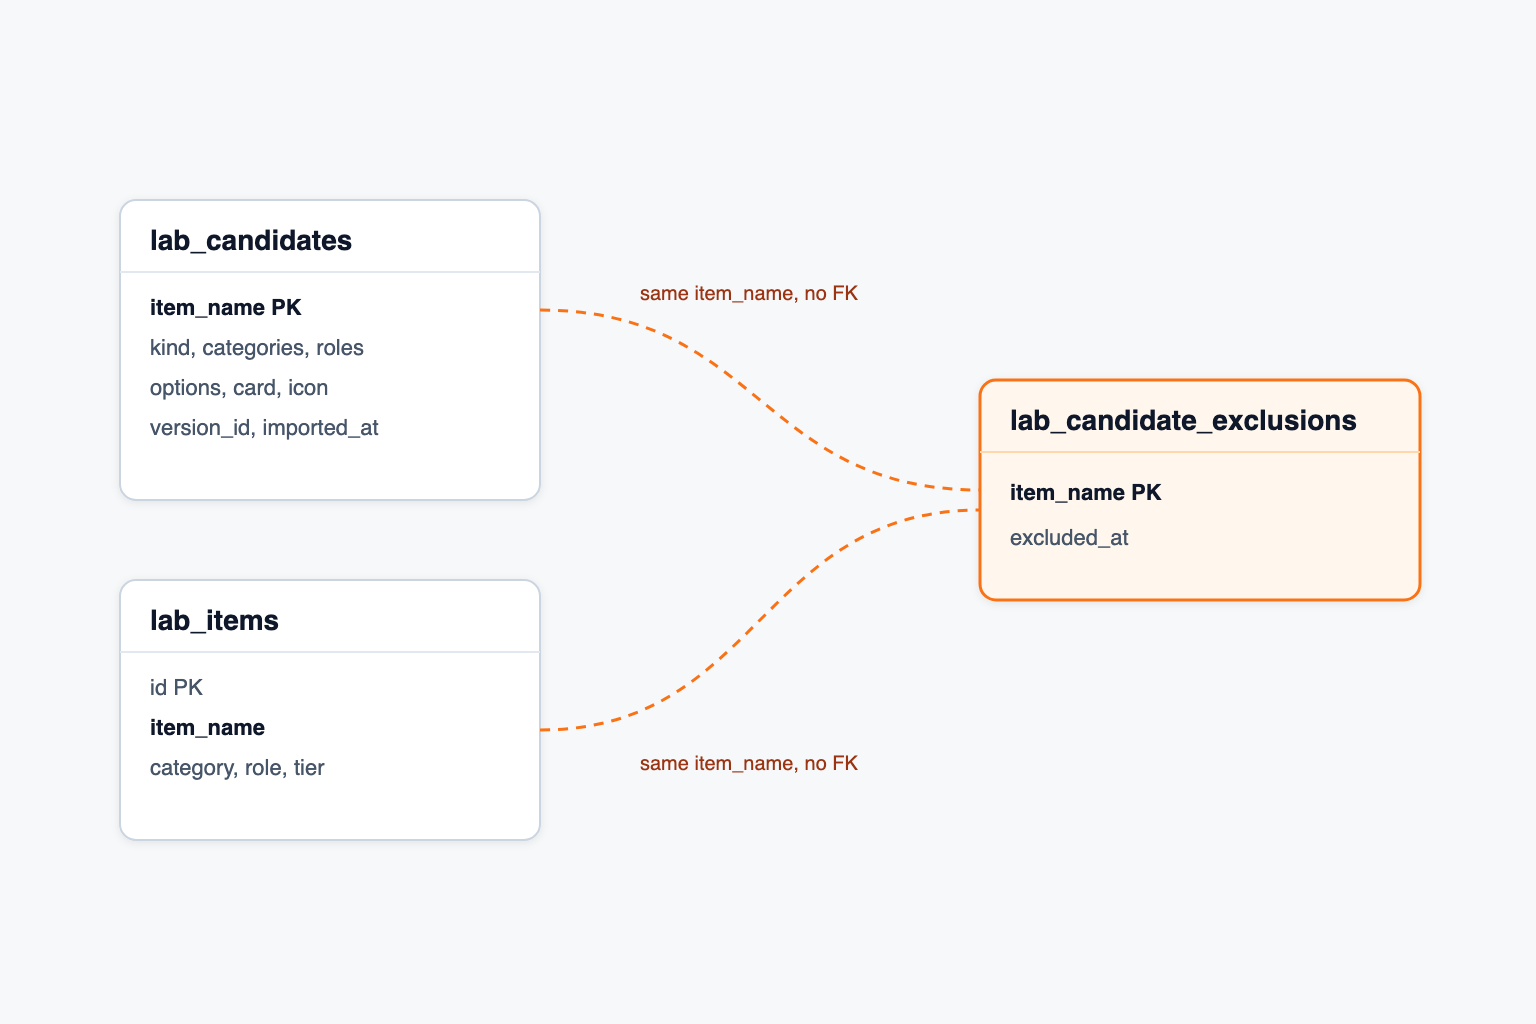 lab_candidates
item_name PK
kind, categories, roles
options, card, icon
version_id, imported_at
same item_name, no FK
lab_candidate_exclusions
item_name PK
excluded_at
lab_items
id PK
item_name
category, role, tier
same item_name, no FK